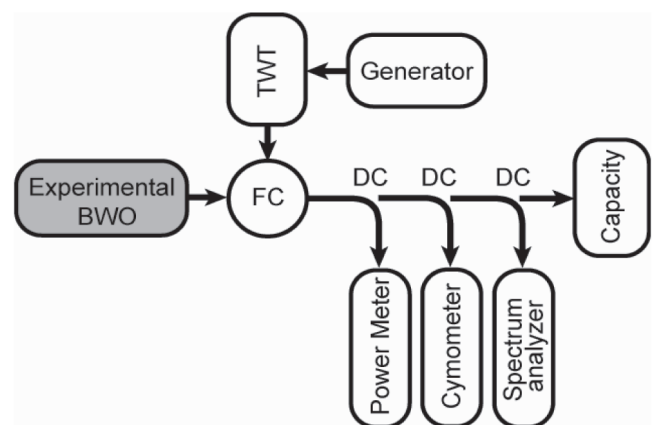 TWT
Generator
Experimental
BWO
FC
DC
DC
DC
Capacity
Power Meter
Cymometer
Spectrum
analyzer